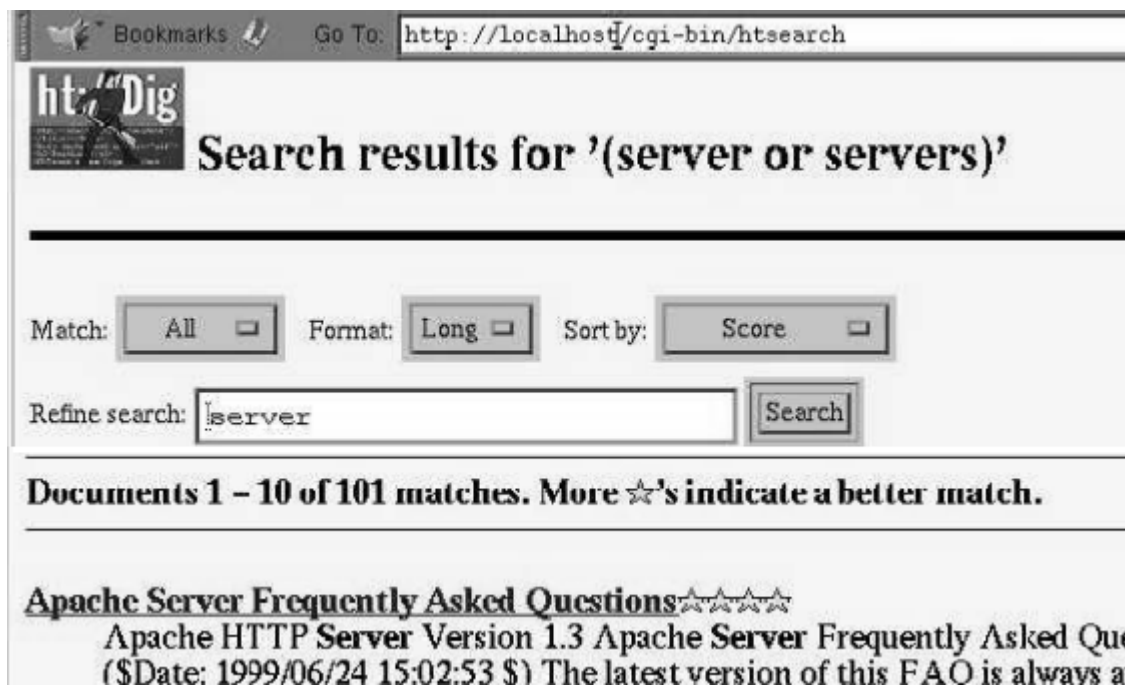 Bookmarks Go To: http://localhost/cgi-bin/htsearch
ht://Dig
Search results for '(server or servers)'
Match: All Format: Long Sort by: Score
Refine search: server Search
Documents 1 – 10 of 101 matches. More ☆'s indicate a better match.
Apache Server Frequently Asked Questions☆☆☆☆
Apache HTTP Server Version 1.3 Apache Server Frequently Asked Que
($Date: 1999/06/24 15:02:53 $) The latest version of this FAQ is always a